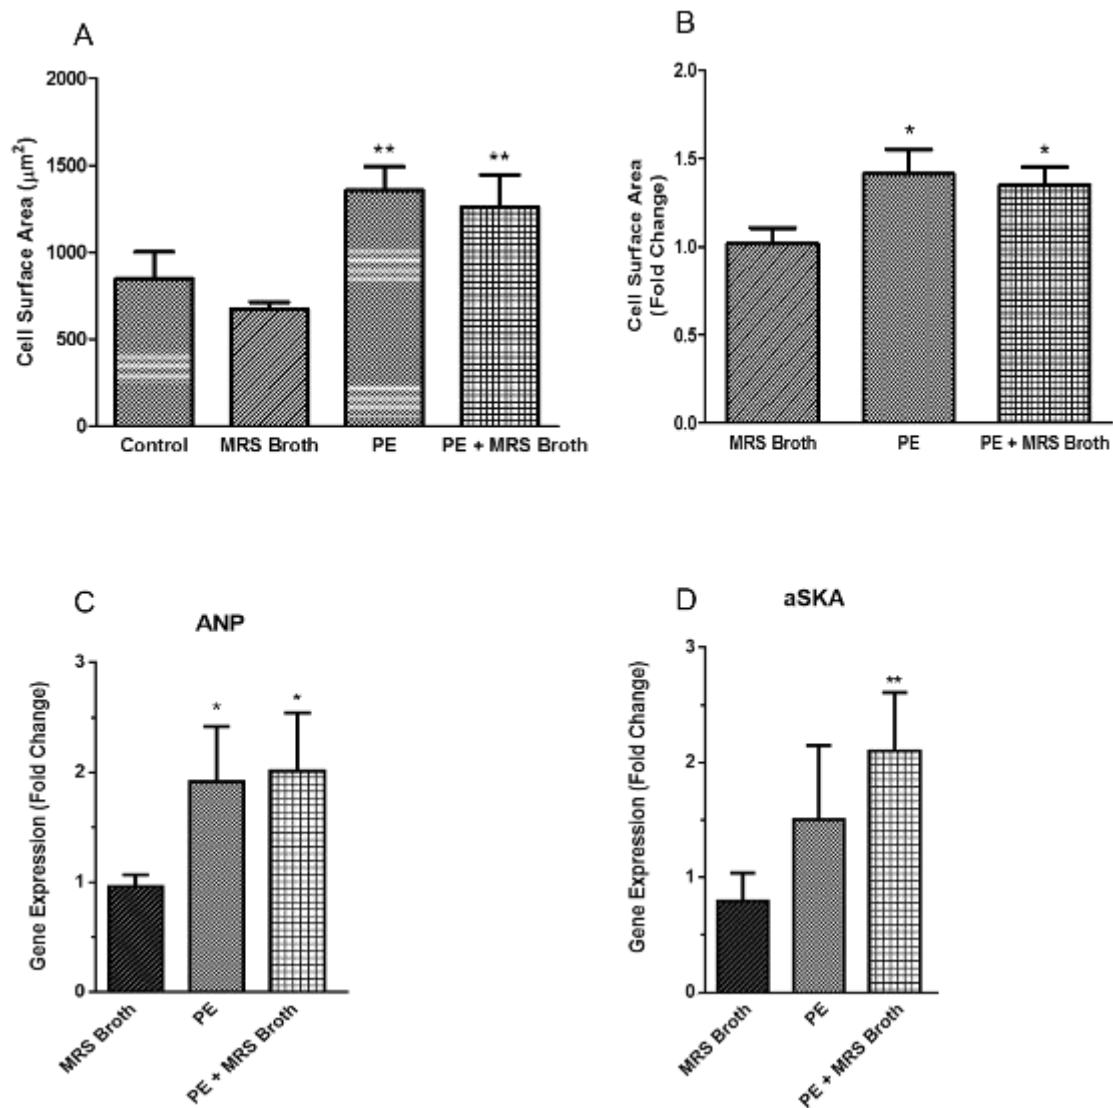 A
Cell Surface Area (µm²)
2000
1500
1000
500
0
** **
Control MRS Broth PE PE + MRS Broth
B
Cell Surface Area
(Fold Change)
2.0
1.5
1.0
0.5
0.0
* *
MRS Broth PE PE + MRS Broth
C
ANP
Gene Expression (Fold Change)
3
2
1
0
* *
MRS Broth
PE
PE + MRS Broth
D
aSKA
Gene Expression (Fold Change)
3
2
1
0
**
MRS Broth
PE
PE + MRS Broth